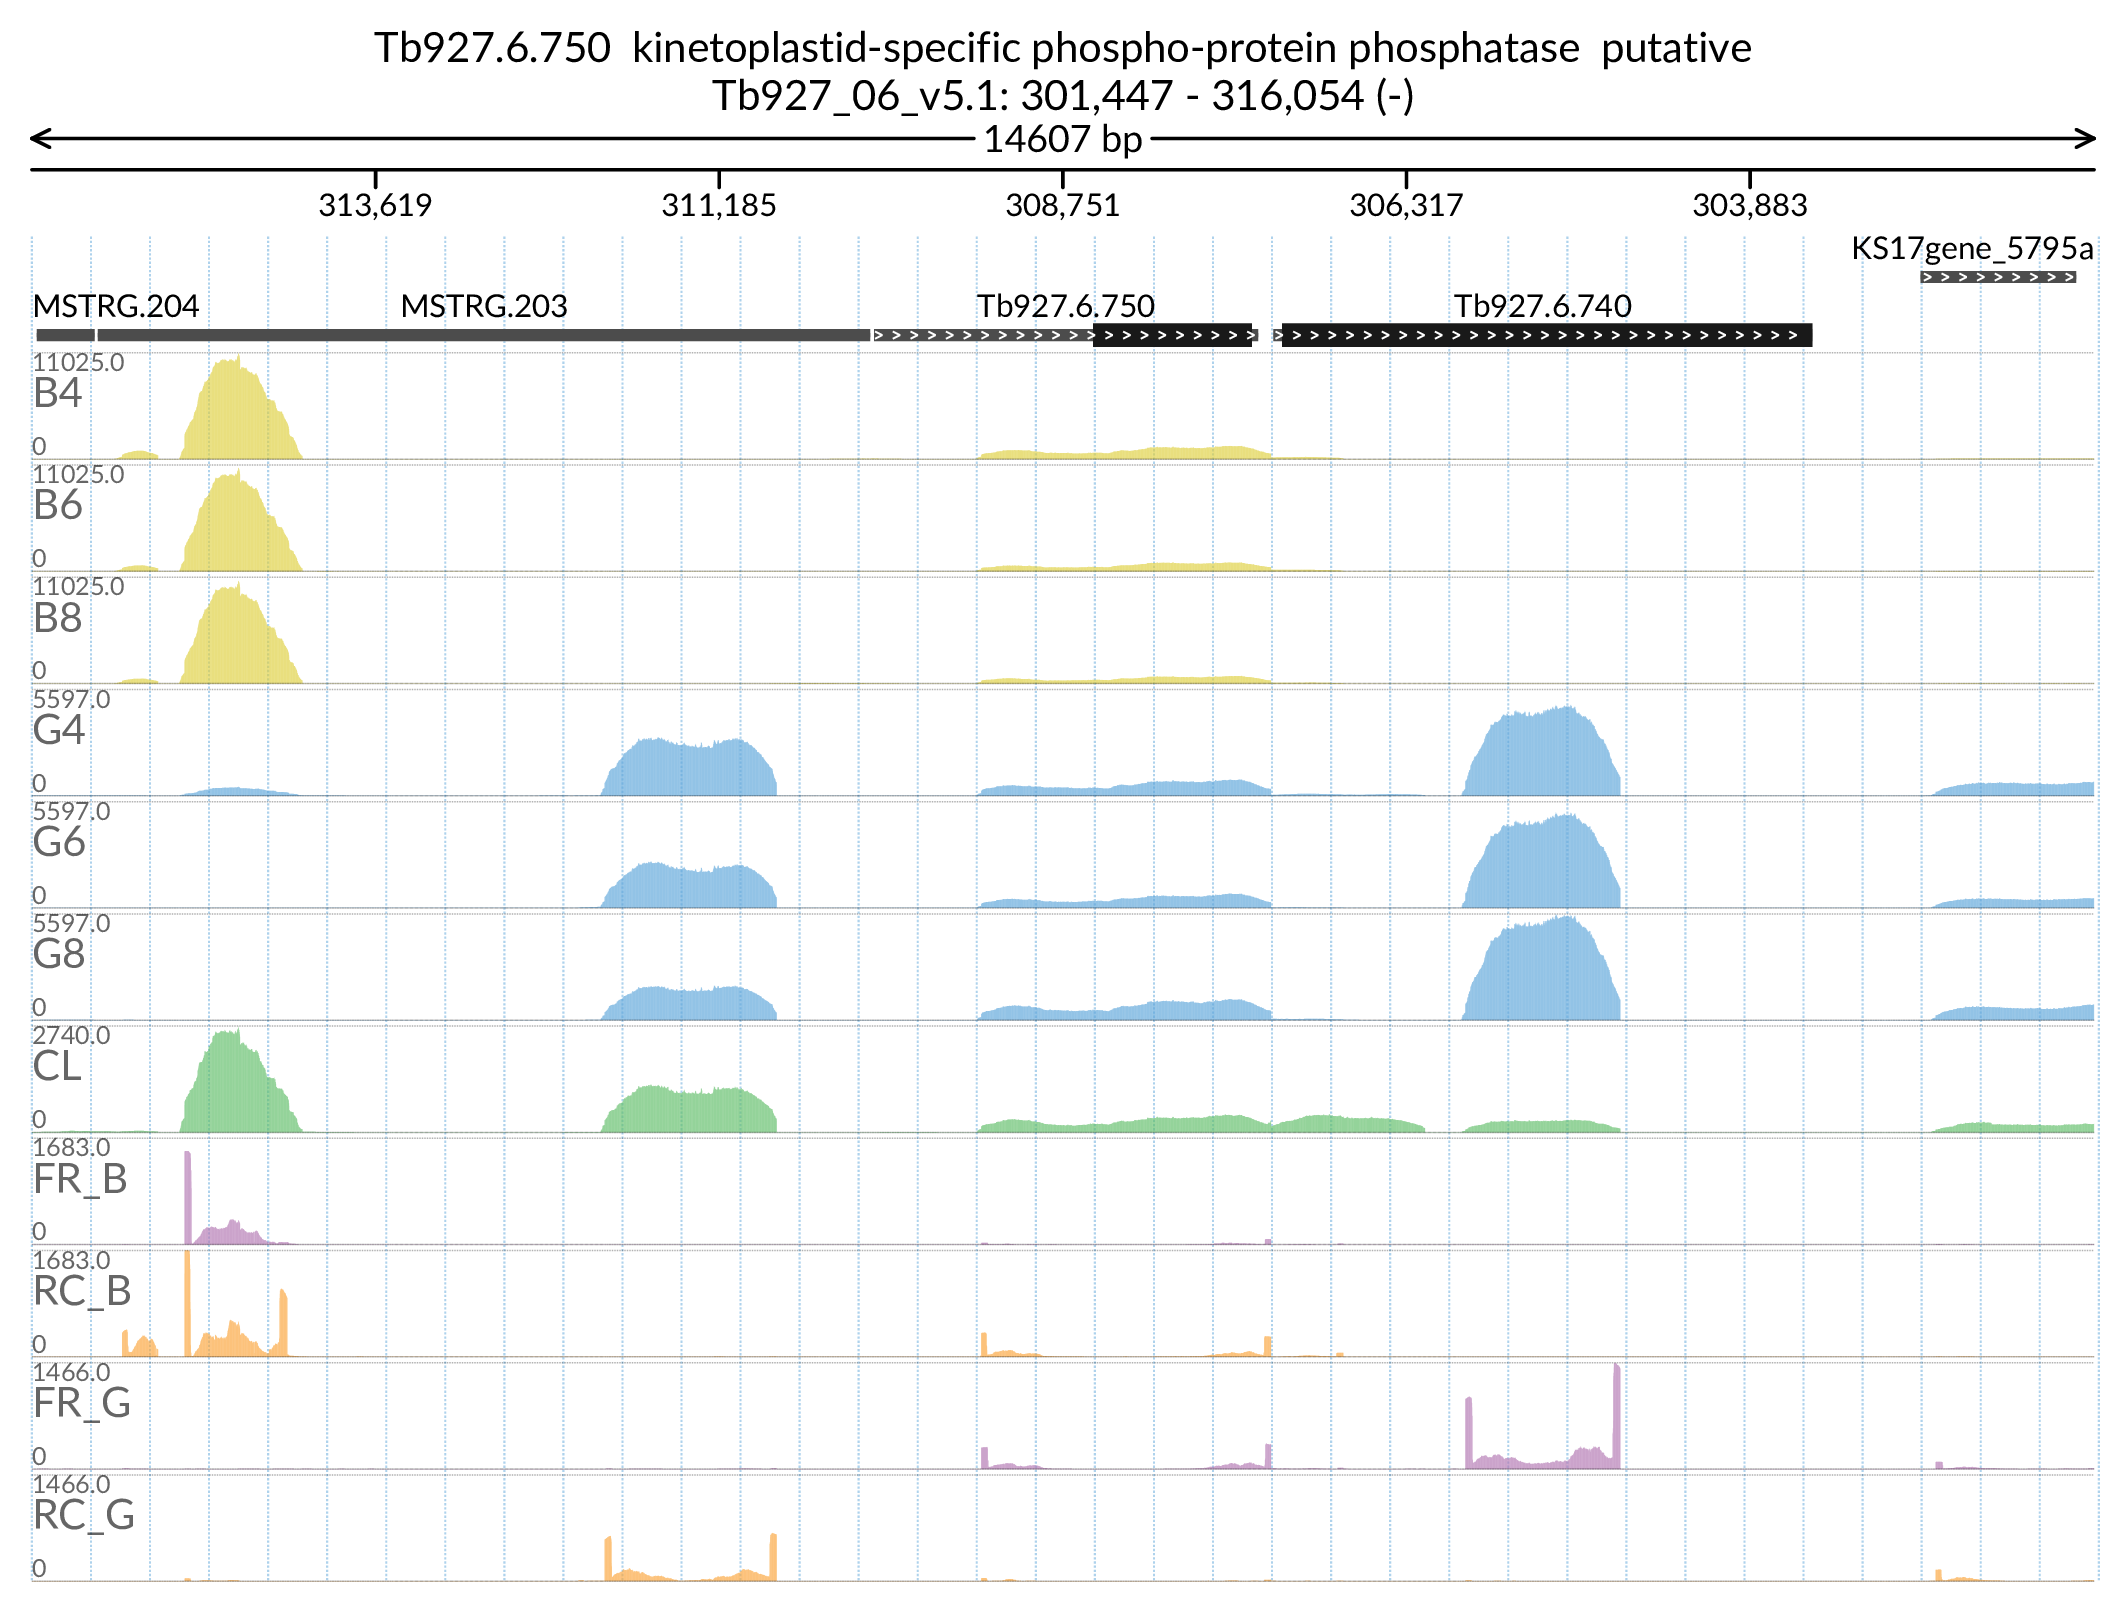 Tb927.6.750  kinetoplastid-specific phospho-protein phosphatase  putative
Tb927_06_v5.1: 301,447 - 316,054 (-)
14607 bp
313,619 311,185 308,751 306,317 303,883
KS17gene_5795a
MSTRG.204 MSTRG.203 Tb927.6.750 Tb927.6.740
11025.0
B4
0
11025.0
B6
0
11025.0
B8
0
5597.0
G4
0
5597.0
G6
0
5597.0
G8
0
2740.0
CL
0
1683.0
FR_B
0
1683.0
RC_B
0
1466.0
FR_G
0
1466.0
RC_G
0